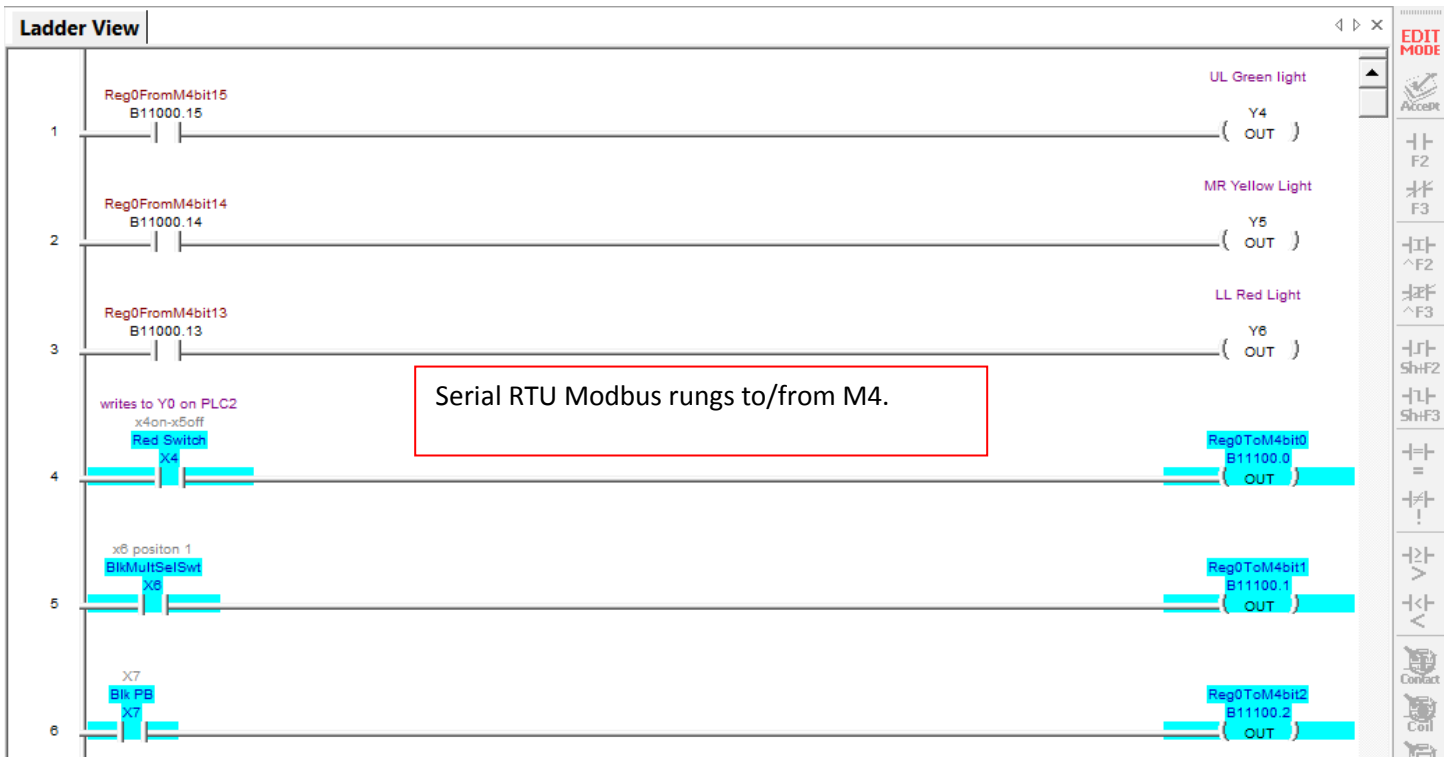 Ladder View
EDIT
MODE
Accept
F2
F3
^F2
^F3
Sh+F2
Sh+F3
=
!
>
<
Contact
Coil
UL Green light
Reg0FromM4bit15
B11000.15
Y4
1
OUT
MR Yellow Light
Reg0FromM4bit14
B11000.14
Y5
2
OUT
LL Red Light
Reg0FromM4bit13
B11000.13
Y6
3
OUT
Serial RTU Modbus rungs to/from M4.
writes to Y0 on PLC2
x4on-x5off
Red Switch
X4
Reg0ToM4bit0
B11100.0
4
OUT
x6 positon 1
BlkMultSelSwt
X6
Reg0ToM4bit1
B11100.1
5
OUT
X7
Blk PB
X7
Reg0ToM4bit2
B11100.2
6
OUT